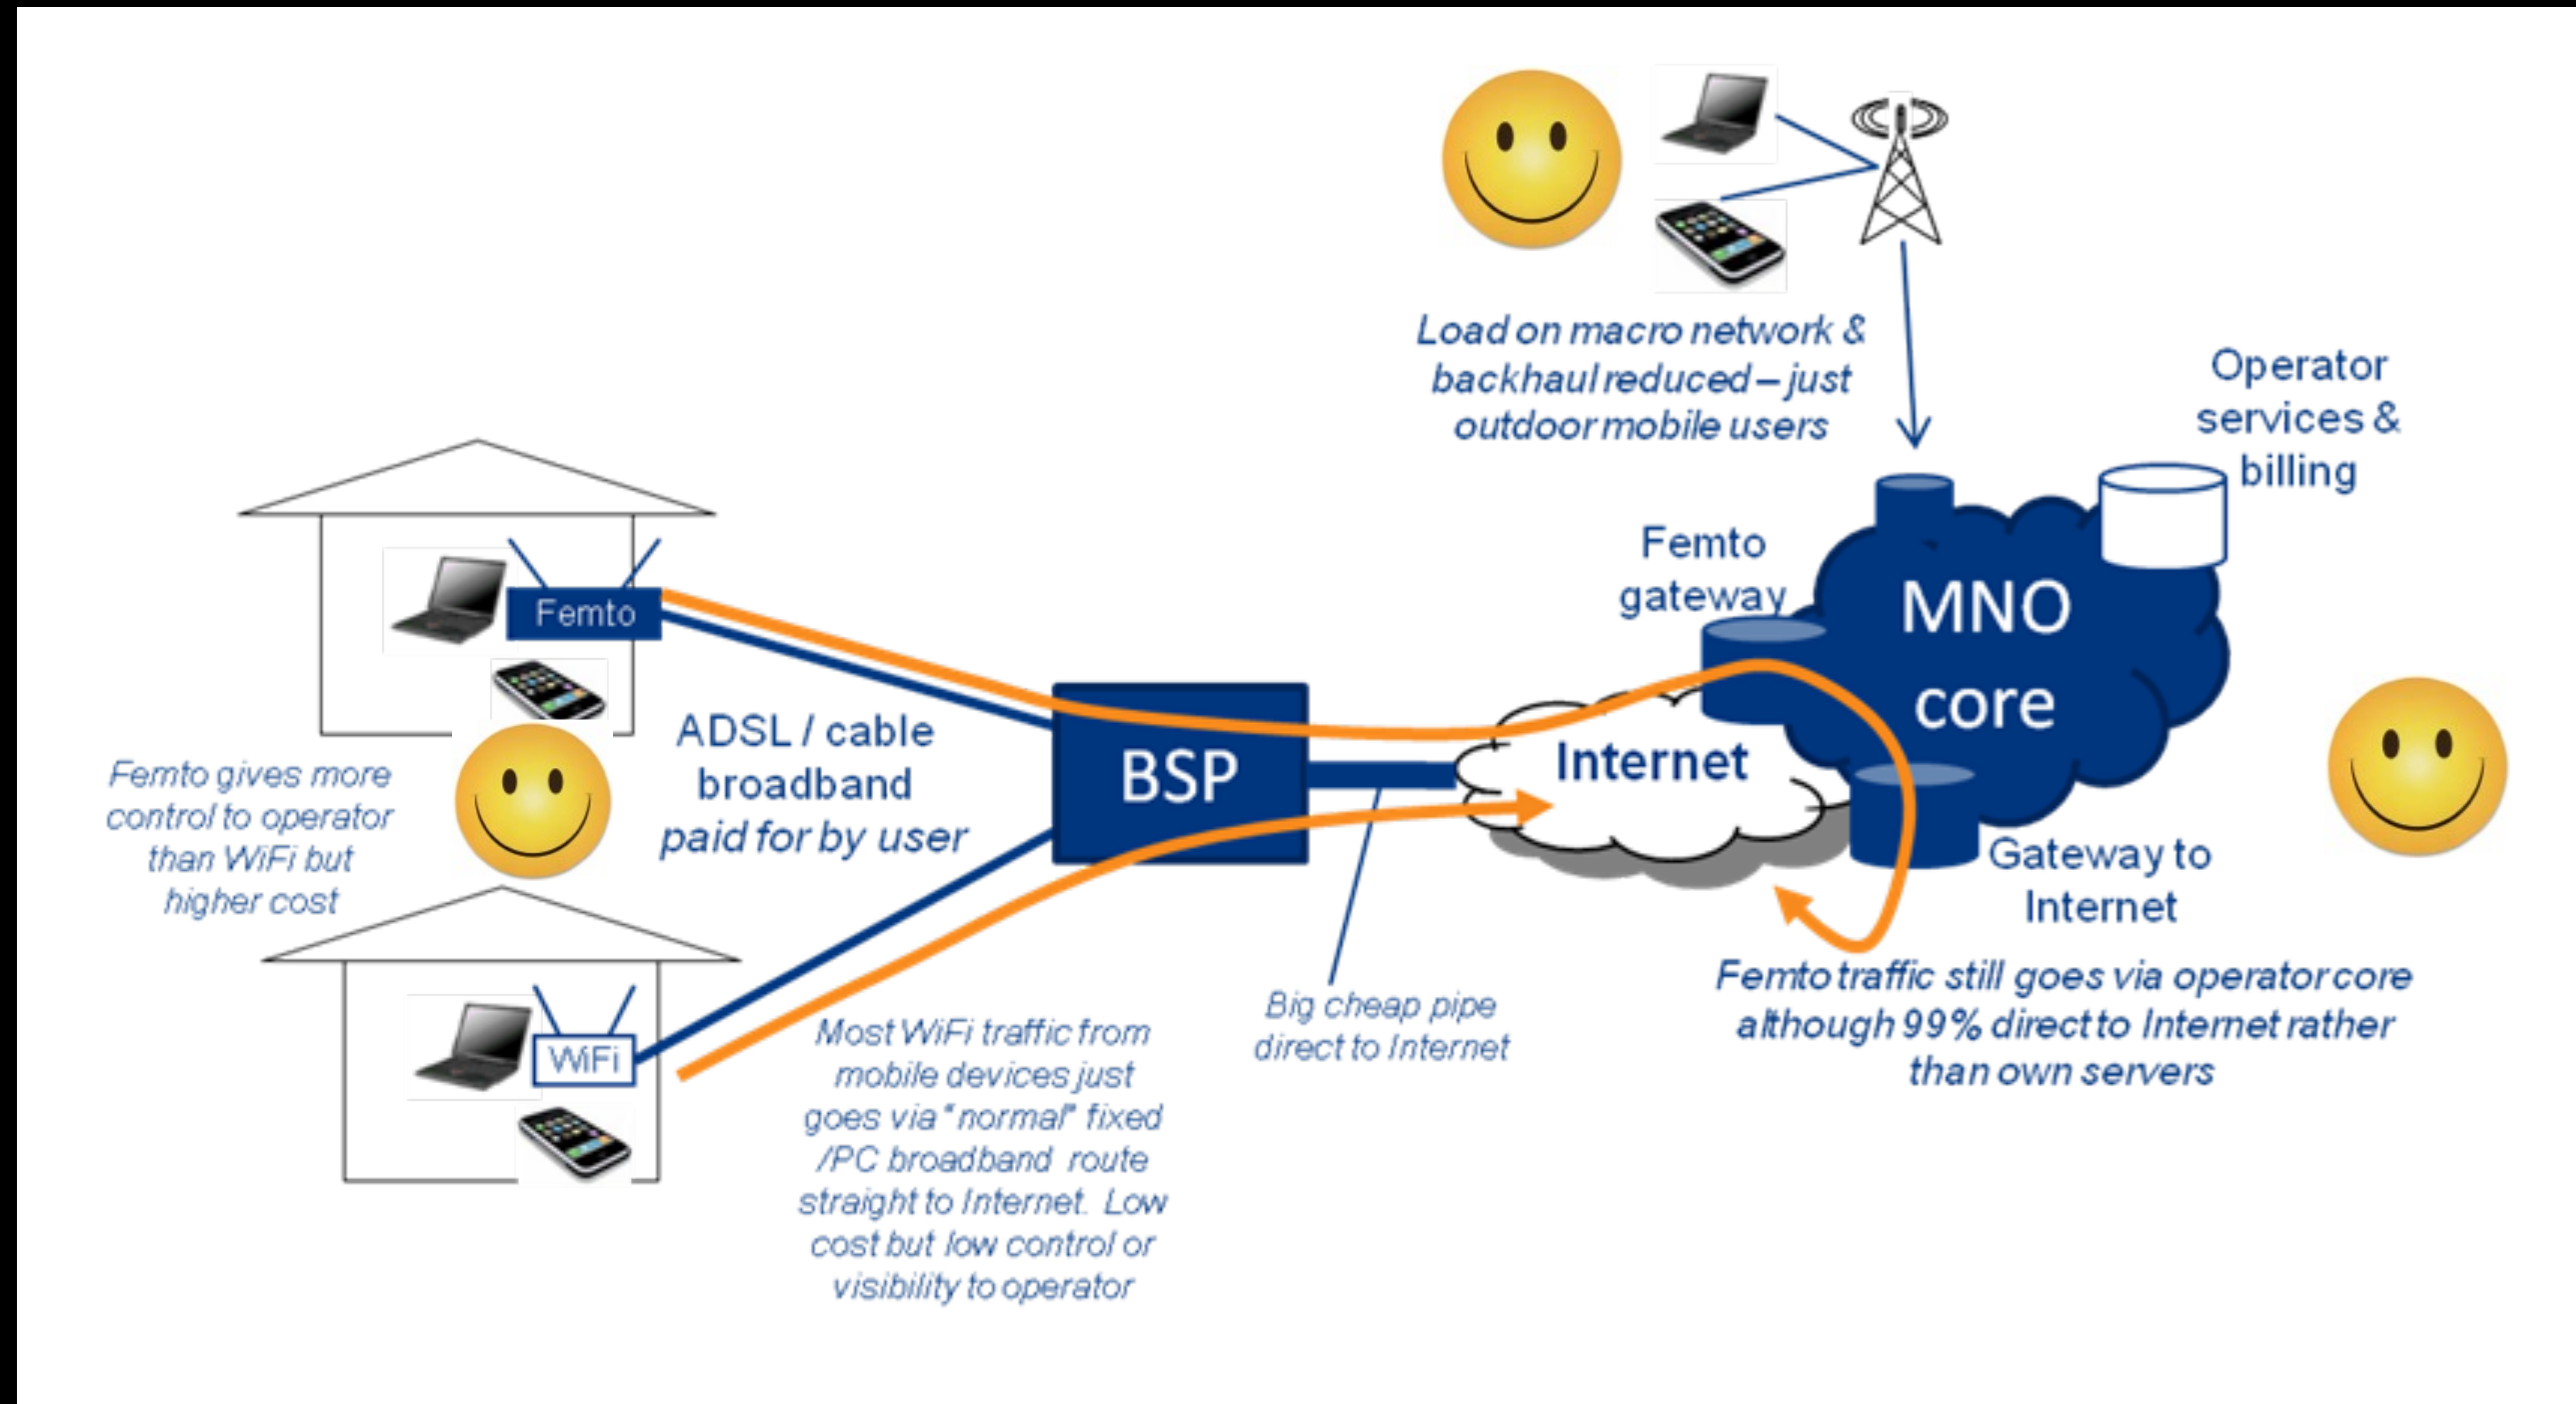 Load on macro network &
backhaul reduced – just
outdoor mobile users
Operator
services &
billing
Femto
gateway
MNO
core
Femto
ADSL / cable
broadband
paid for by user
BSP
Internet
Femto gives more
control to operator
than WiFi but
higher cost
Gateway to
Internet
WiFi
Most WiFi traffic from
mobile devices just
goes via "normal" fixed
/PC broadband route
straight to Internet. Low
cost but low control or
visibility to operator
Big cheap pipe
direct to Internet
Femto traffic still goes via operator core
although 99% direct to Internet rather
than own servers